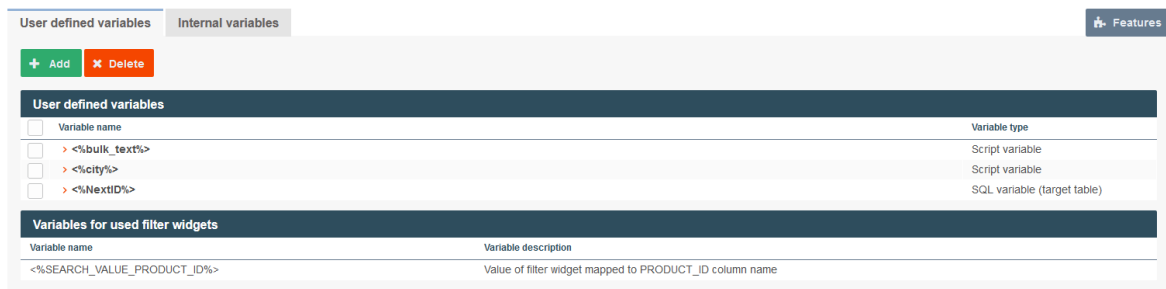 User defined variables Internal variables Features
Add Delete
User defined variables
Variable name Variable type
<%bulk_text%> Script variable
<%city%> Script variable
<%NextID%> SQL variable (target table)
Variables for used filter widgets
Variable name Variable description
<%SEARCH_VALUE_PRODUCT_ID%> Value of filter widget mapped to PRODUCT_ID column name